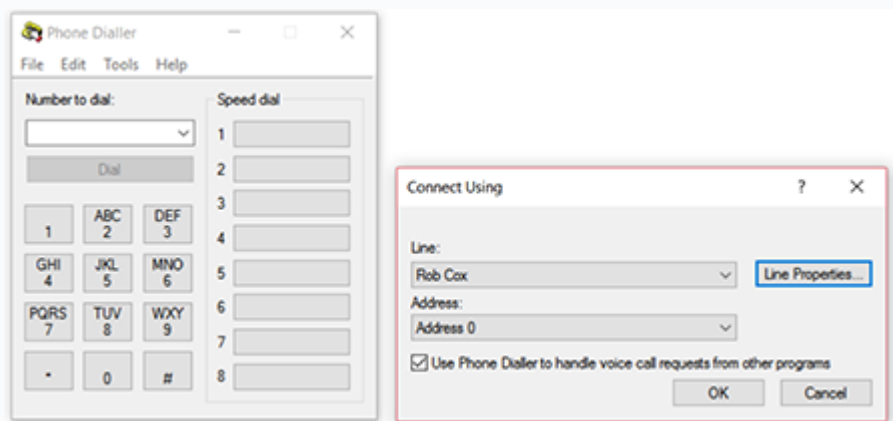 Phone Dialler
File Edit Tools Help
Number to dial:
Dial
1
ABC
2
DEF
3
GHI
4
JKL
5
MNO
6
PQRS
7
TUV
8
WXY
9
*
0
#
Speed dial
1
2
3
4
5
6
7
8
Connect Using ?
Line:
Rob Cox
Line Properties...
Address:
Address 0
Use Phone Dialler to handle voice call requests from other programs
OK Cancel